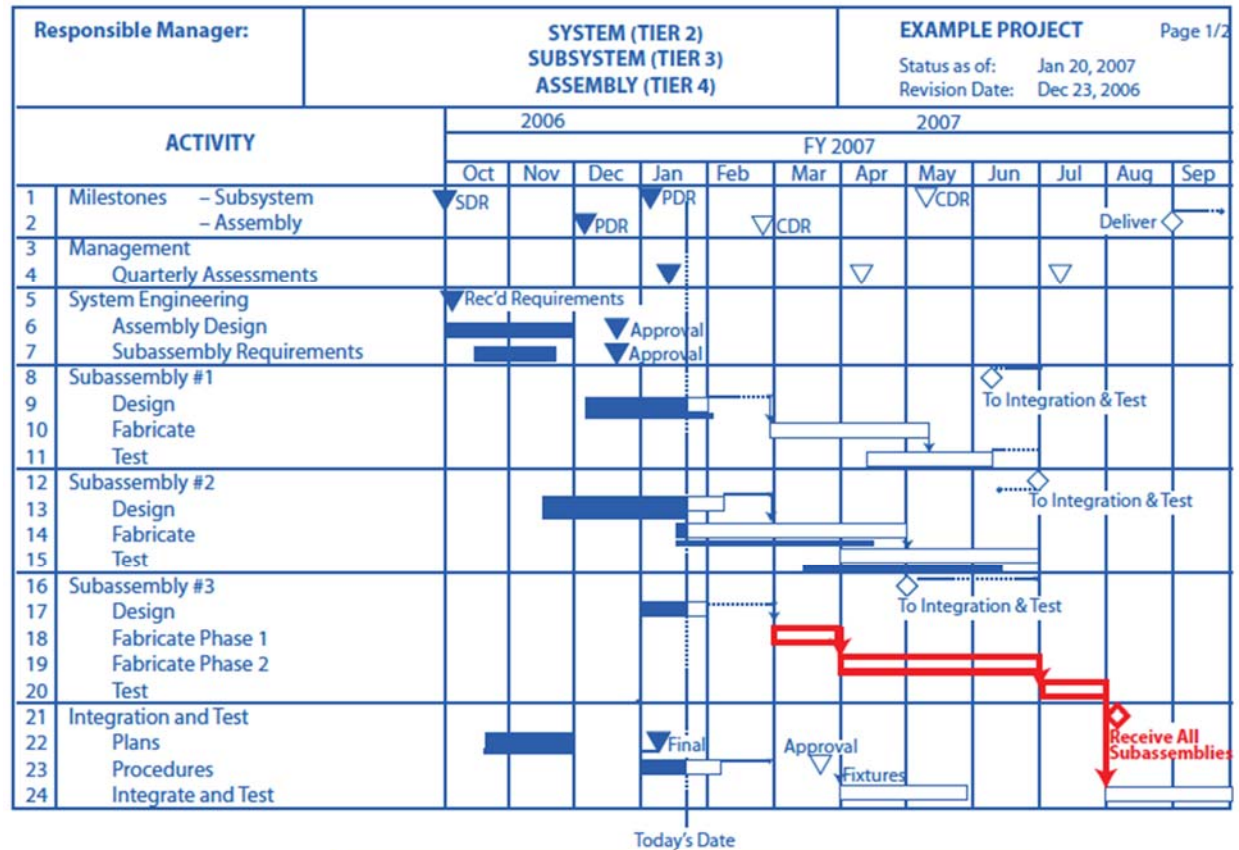 Responsible Manager:
SYSTEM (TIER 2)
SUBSYSTEM (TIER 3)
ASSEMBLY (TIER 4)
EXAMPLE PROJECT Page 1/2
Status as of: Jan 20, 2007
Revision Date: Dec 23, 2006
ACTIVITY
2006 2007
FY 2007
Oct Nov Dec Jan Feb Mar Apr May Jun Jul Aug Sep
1 Milestones – Subsystem SDR PDR CDR
2 – Assembly PDR CDR Deliver
3 Management
4 Quarterly Assessments
5 System Engineering Rec'd Requirements
6 Assembly Design Approval
7 Subassembly Requirements Approval
8 Subassembly #1
9 Design To Integration & Test
10 Fabricate
11 Test
12 Subassembly #2
13 Design To Integration & Test
14 Fabricate
15 Test
16 Subassembly #3
17 Design To Integration & Test
18 Fabricate Phase 1
19 Fabricate Phase 2
20 Test
21 Integration and Test
22 Plans Final Approval Receive All
Subassemblies
23 Procedures Fixtures
24 Integrate and Test
Today's Date